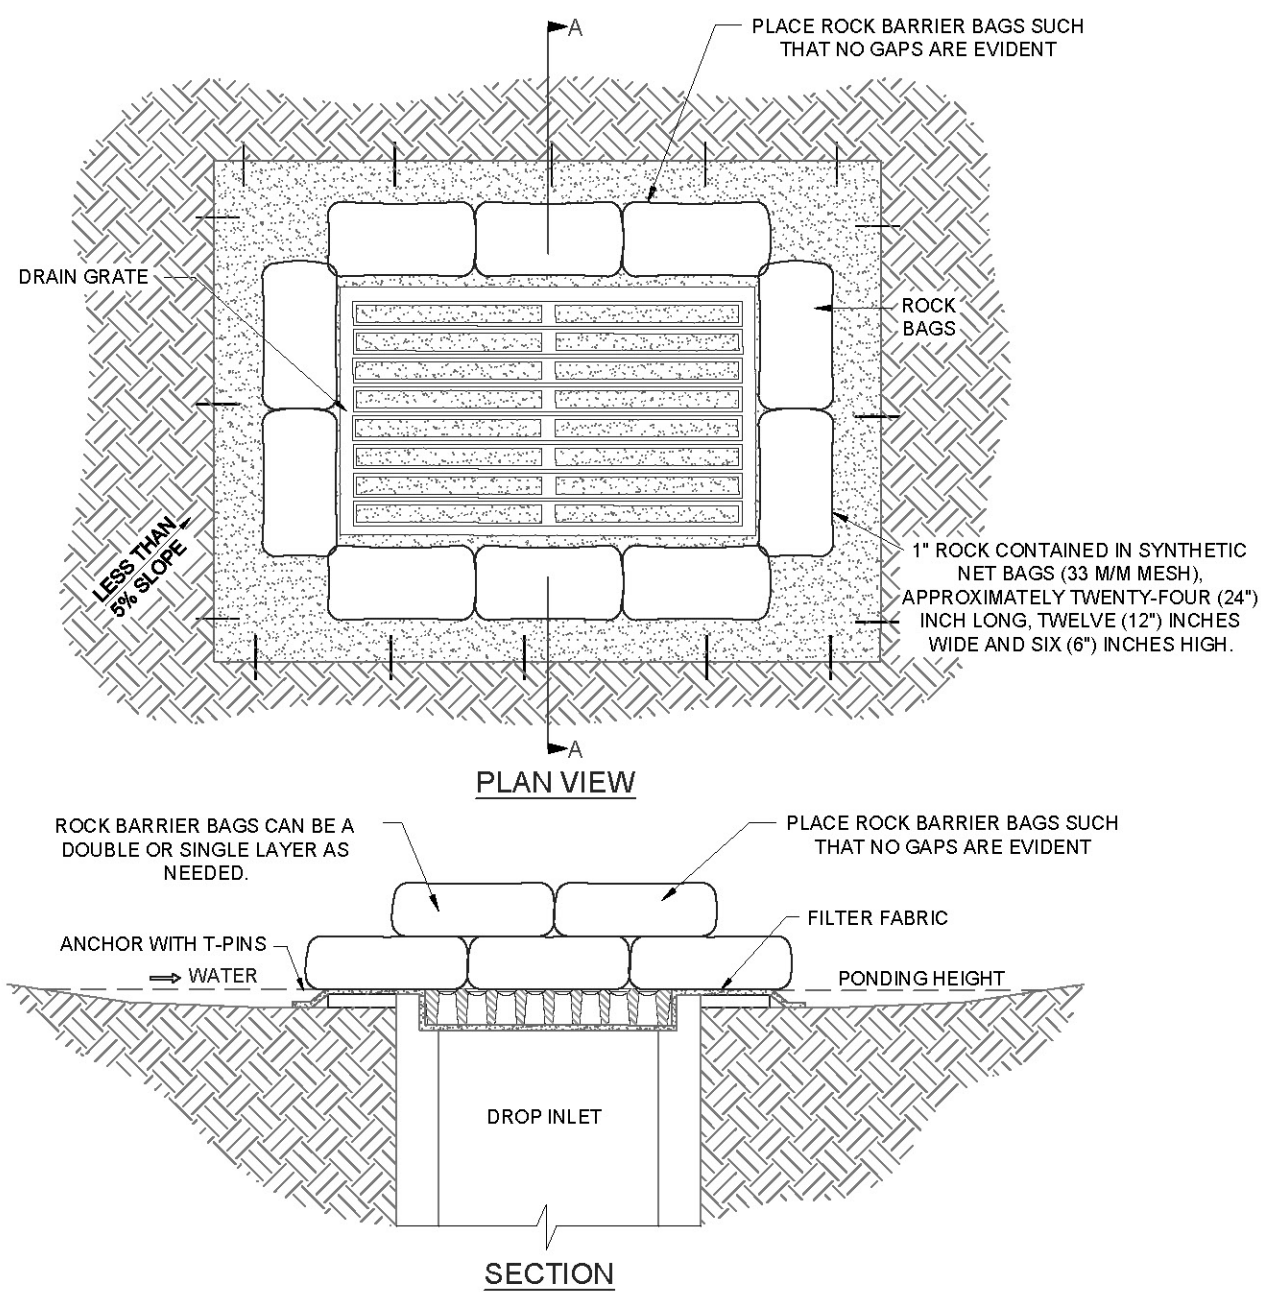 A
PLACE ROCK BARRIER BAGS SUCH
THAT NO GAPS ARE EVIDENT
DRAIN GRATE
ROCK
BAGS
LESS THAN
5% SLOPE
1" ROCK CONTAINED IN SYNTHETIC
NET BAGS (33 M/M MESH),
APPROXIMATELY TWENTY-FOUR (24")
INCH LONG, TWELVE (12") INCHES
WIDE AND SIX (6") INCHES HIGH.
A
PLAN VIEW
ROCK BARRIER BAGS CAN BE A
DOUBLE OR SINGLE LAYER AS
NEEDED.
PLACE ROCK BARRIER BAGS SUCH
THAT NO GAPS ARE EVIDENT
FILTER FABRIC
ANCHOR WITH T-PINS
WATER
PONDING HEIGHT
DROP INLET
SECTION